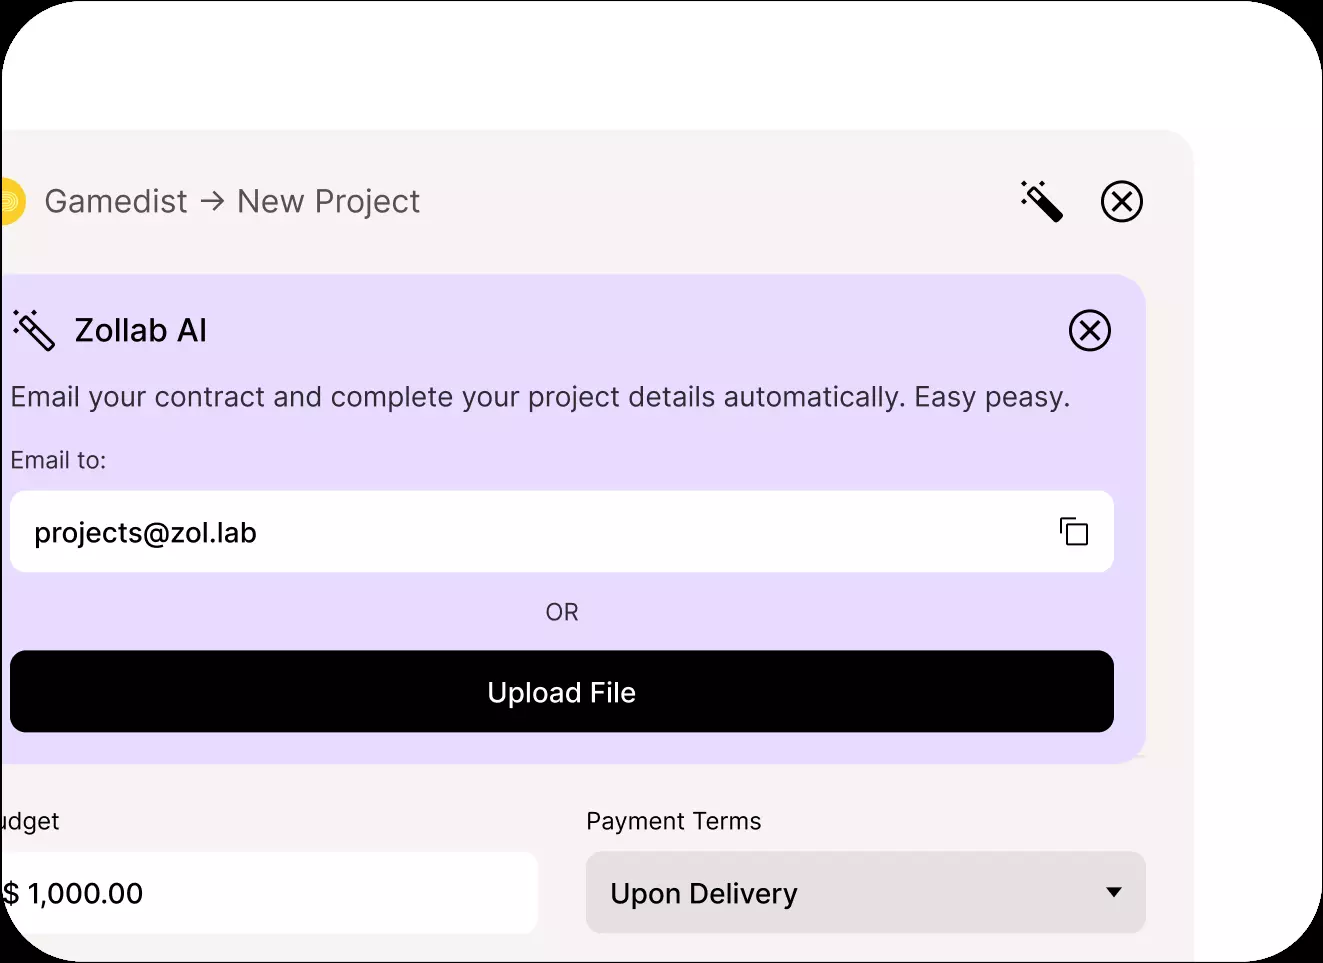 Gamedist → New Project
Zollab AI
Email your contract and complete your project details automatically. Easy peasy.
Email to:
projects@zol.lab
OR
Upload File
udget
Payment Terms
$ 1,000.00
Upon Delivery